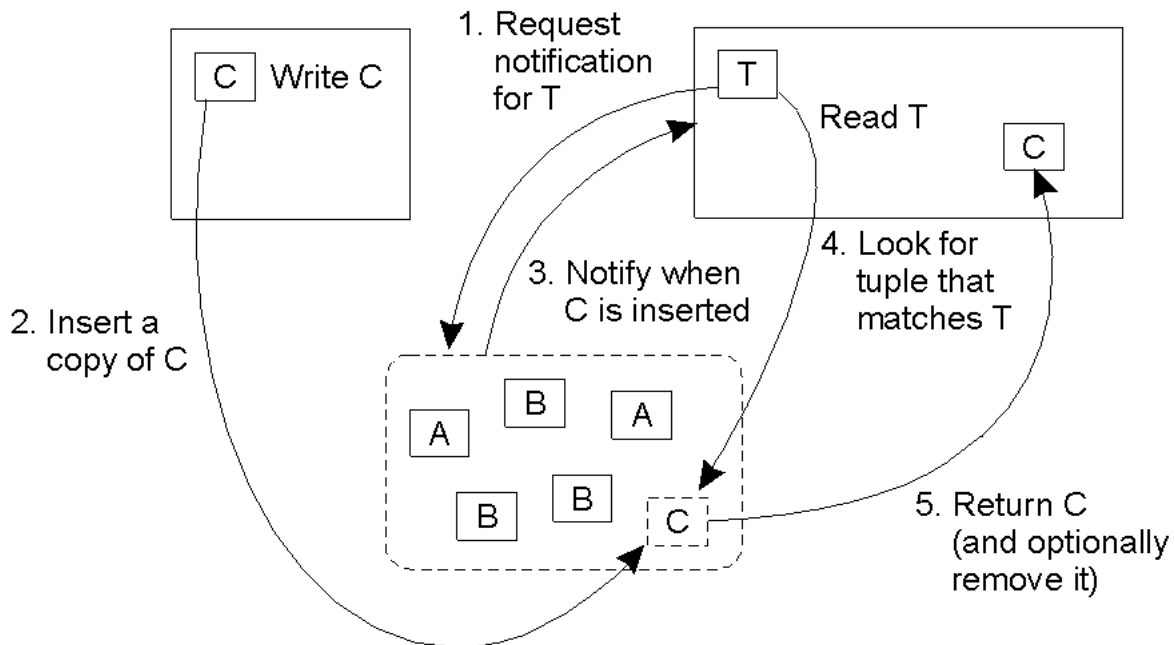 1. Request
notification
for T
C
Write C
T
Read T
C
2. Insert a
copy of C
3. Notify when
C is inserted
4. Look for
tuple that
matches T
A
B
A
B
B
C
5. Return C
(and optionally
remove it)